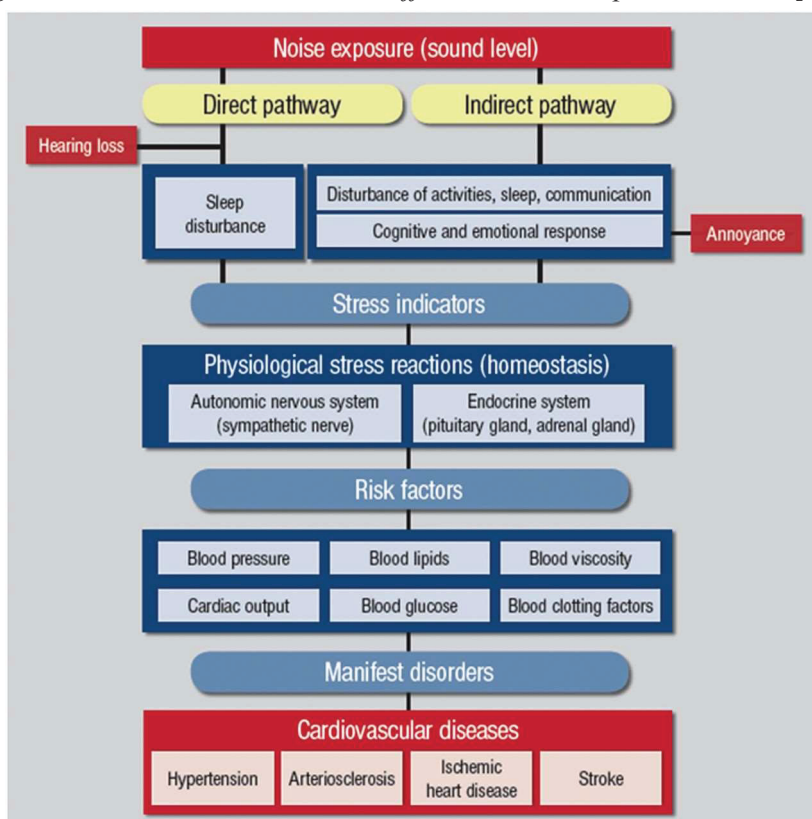 Noise exposure (sound level)
Direct pathway
Indirect pathway
Hearing loss
Sleep
disturbance
Disturbance of activities, sleep, communication
Cognitive and emotional response
Annoyance
Stress indicators
Physiological stress reactions (homeostasis)
Autonomic nervous system
(sympathetic nerve)
Endocrine system
(pituitary gland, adrenal gland)
Risk factors
Blood pressure
Blood lipids
Blood viscosity
Cardiac output
Blood glucose
Blood clotting factors
Manifest disorders
Cardiovascular diseases
Hypertension
Arteriosclerosis
Ischemic
heart disease
Stroke